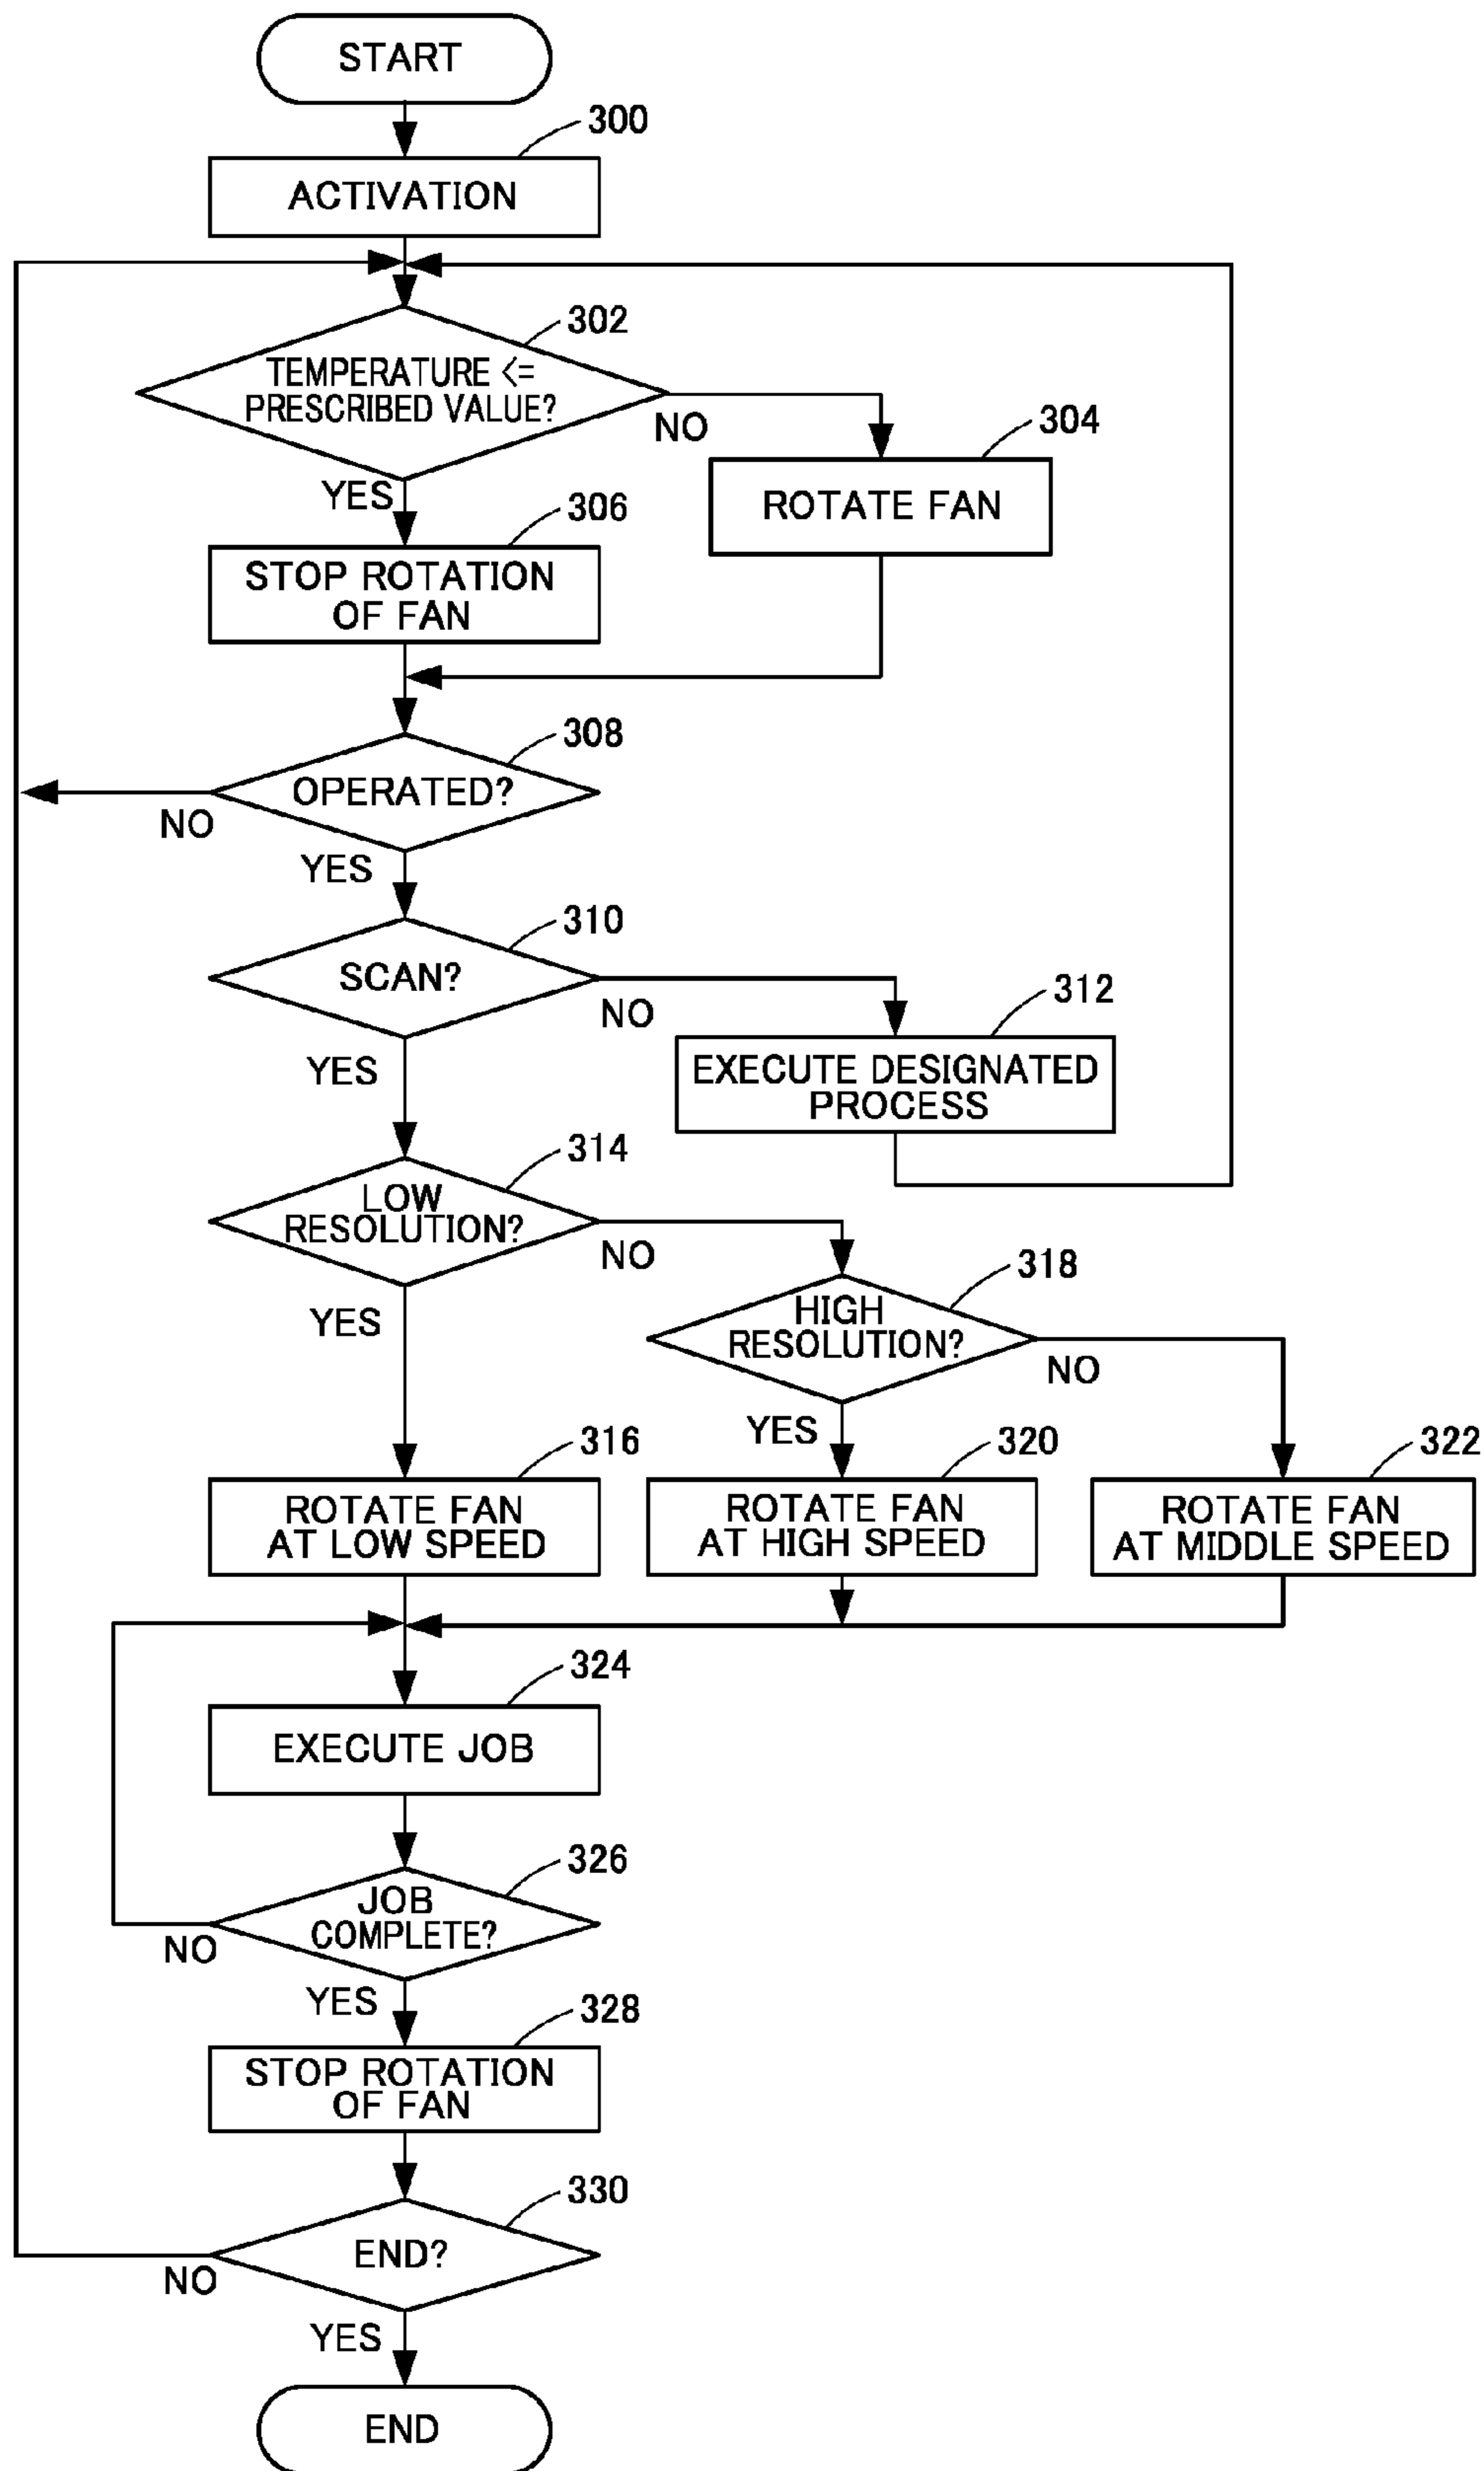 START
300
ACTIVATION
302
TEMPERATURE <=
PRESCRIBED VALUE?
NO
304
ROTATE FAN
YES
306
STOP ROTATION
OF FAN
308
OPERATED?
NO
YES
310
SCAN?
NO
312
EXECUTE DESIGNATED
PROCESS
YES
314
LOW
RESOLUTION?
NO
318
HIGH
RESOLUTION?
NO
YES
YES
316
ROTATE FAN
AT LOW SPEED
320
ROTATE FAN
AT HIGH SPEED
322
ROTATE FAN
AT MIDDLE SPEED
324
EXECUTE JOB
326
JOB
COMPLETE?
NO
YES
328
STOP ROTATION
OF FAN
330
END?
NO
YES
END